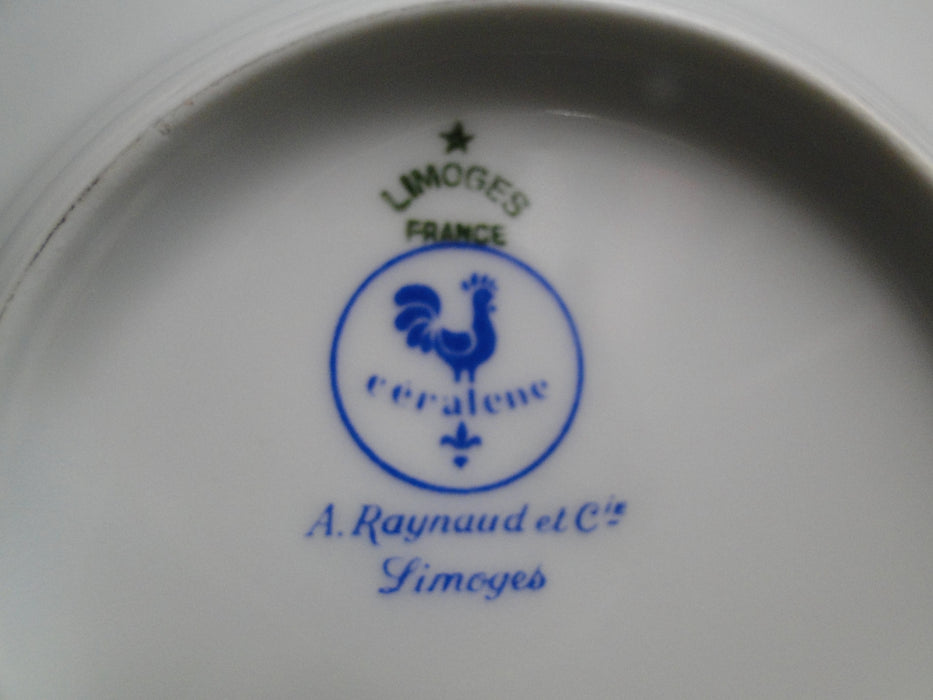 LIMOGES
FRANCE
céralene
A. Raynaud et Cie
Limoges